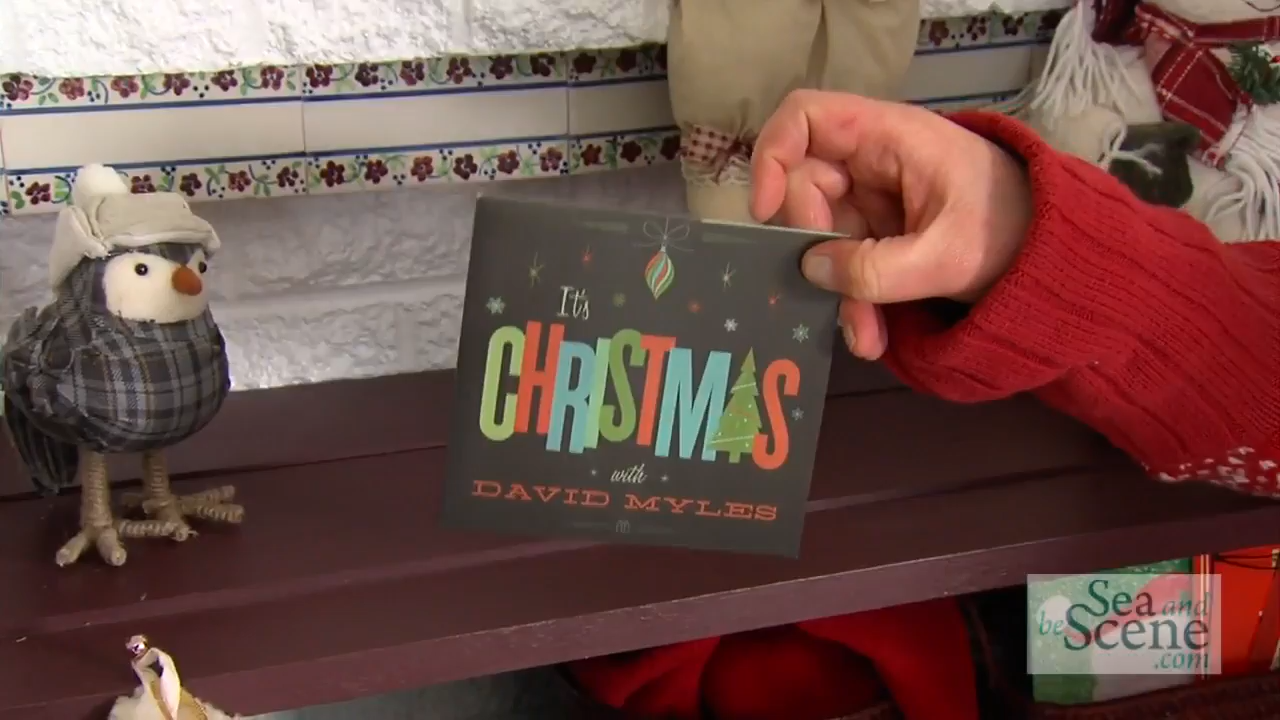 It's
CHRISTMAS
with
DAVID MYLES
Sea and
be Scene
.com